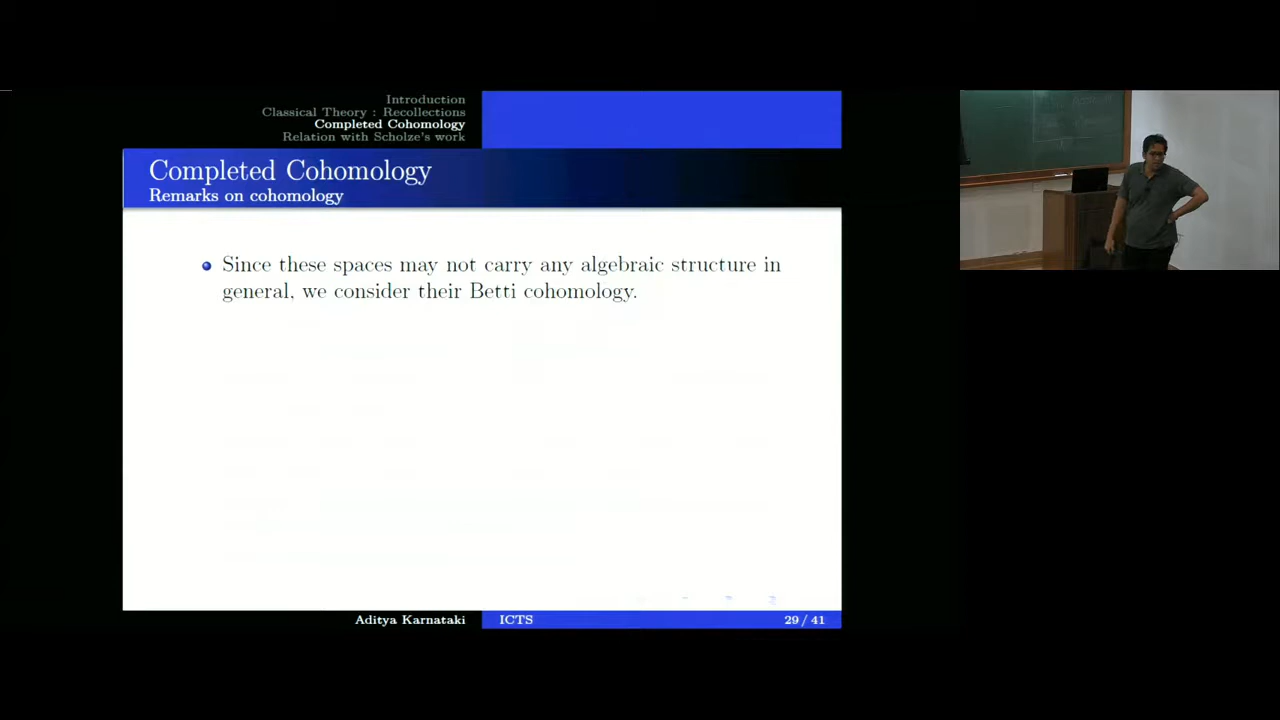 Introduction
Classical Theory : Recollections
Completed Cohomology
Relation with Scholze's work
Completed Cohomology
Remarks on cohomology
Since these spaces may not carry any algebraic structure in
general, we consider their Betti cohomology.
Aditya Karnataki
ICTS
29 / 41